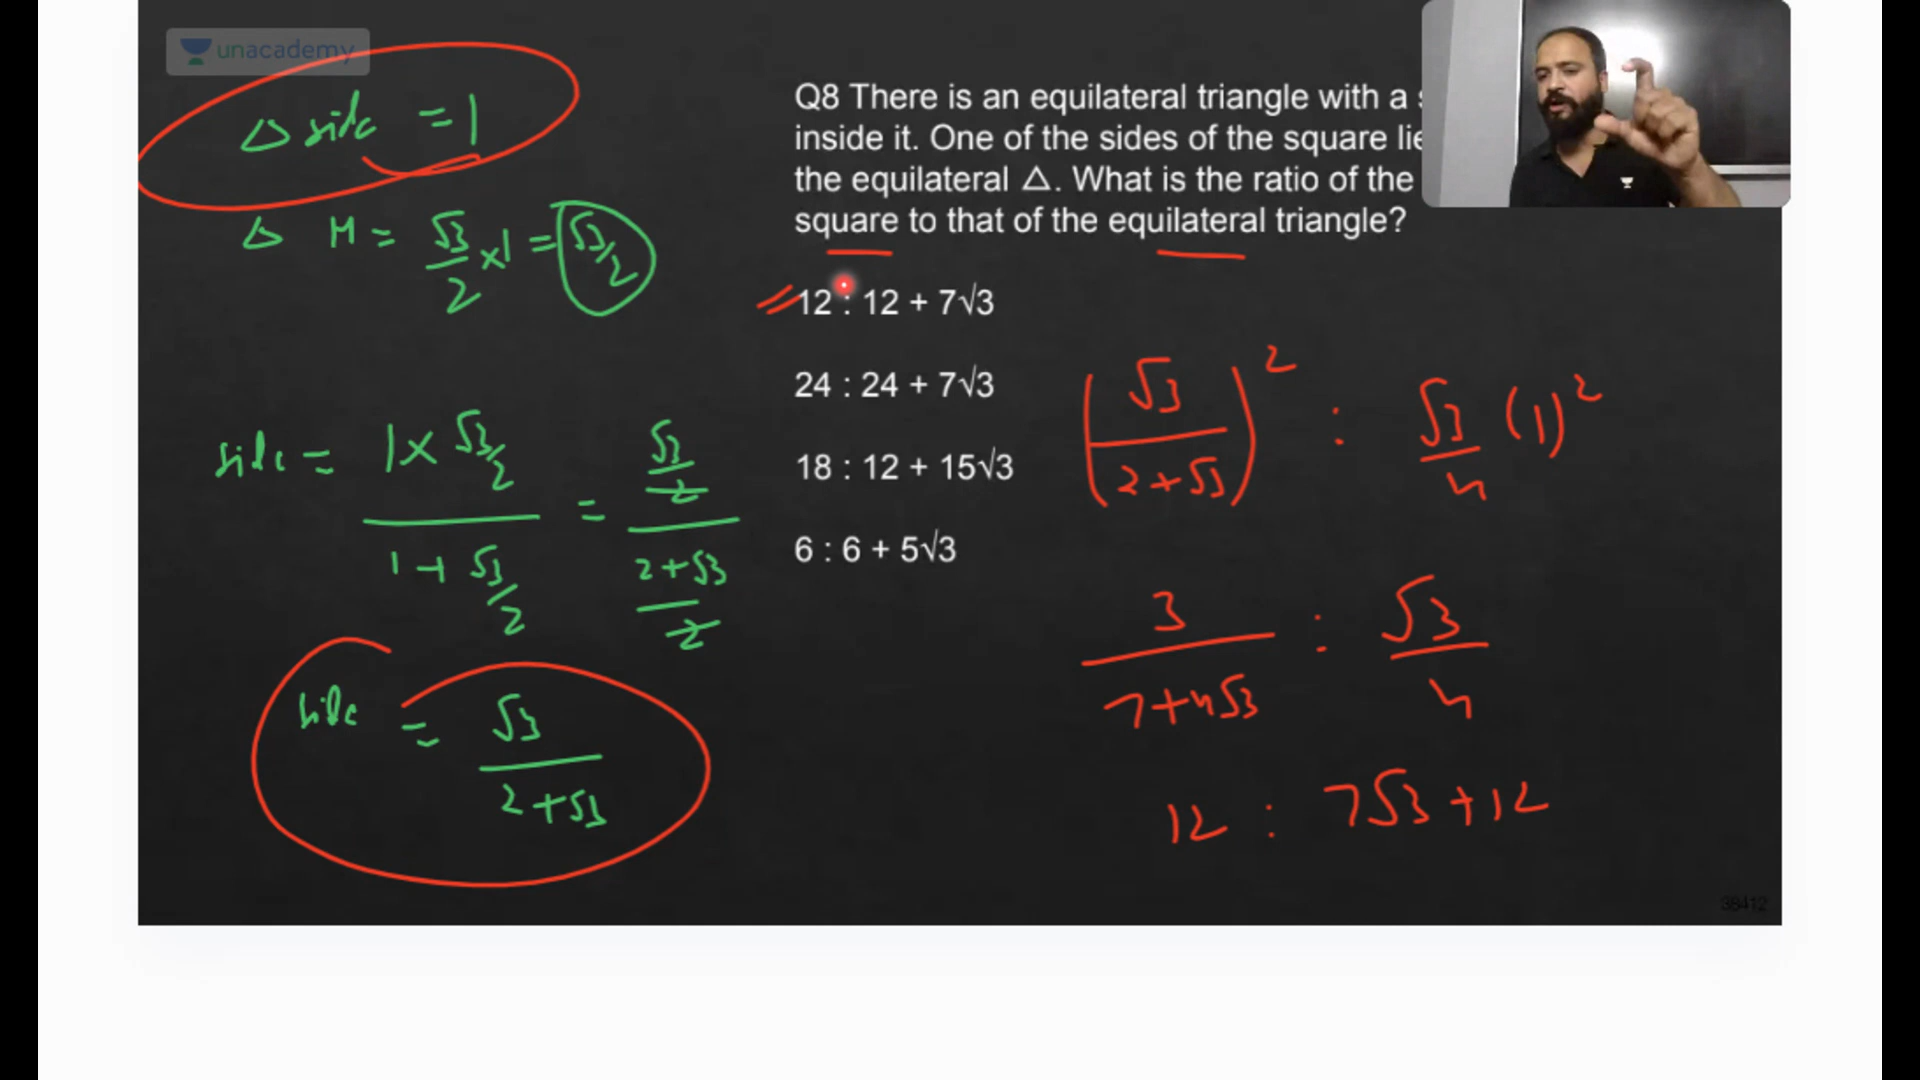 unacademy
Δ side = 1
Δ H = √3/2 × 1 = √3/2
side = 1 × √3/2 / 1 + √3/2 = √3/2 / 2+√3/2
side = √3 / 2+√3
Q8 There is an equilateral triangle with a
inside it. One of the sides of the square lie
the equilateral △. What is the ratio of the
square to that of the equilateral triangle?
12 : 12 + 7√3
24 : 24 + 7√3
18 : 12 + 15√3
6 : 6 + 5√3
(√3 / 2+√3)² : √3/4 (1)²
3 / 7+4√3 : √3/4
12 : 7√3+12
38412